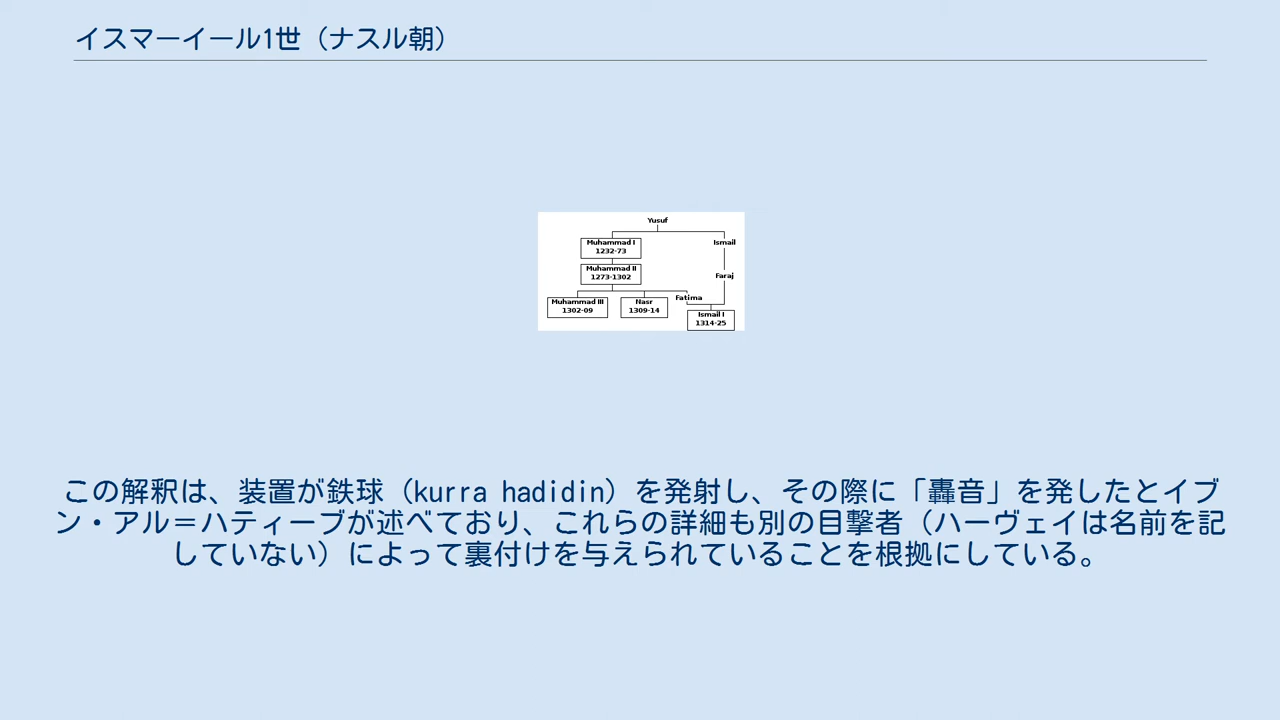 イスマーイール1世（ナスル朝）
Yusuf
Muhammad I
1232-73
Ismail
Muhammad II
1273-1302
Faraj
Muhammad III
1302-09
Nasr
1309-14
Fatima
Ismail I
1314-25
この解釈は、装置が鉄球（kurra hadidin）を発射し、その際に「轟音」を発したとイブ
ン・アル＝ハティーブが述べており、これらの詳細も別の目撃者（ハーヴェイは名前を記
していない）によって裏付けを与えられていることを根拠にしている。